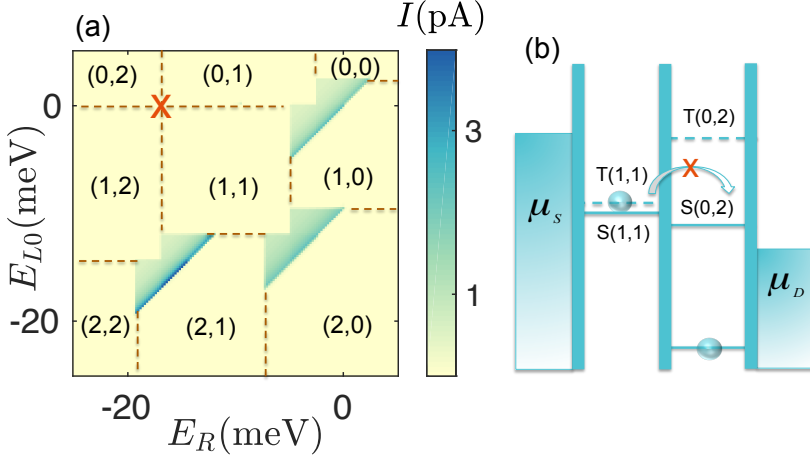 (a)
I(pA)
(b)
(0,2)
(0,1)
(0,0)
(1,2)
(1,1)
(1,0)
(2,2)
(2,1)
(2,0)
0
-20
E_{L0}(meV)
-20
0
E_R(meV)
3
1
T(0,2)
T(1,1)
X
S(1,1)
S(0,2)
μ_S
μ_D
X